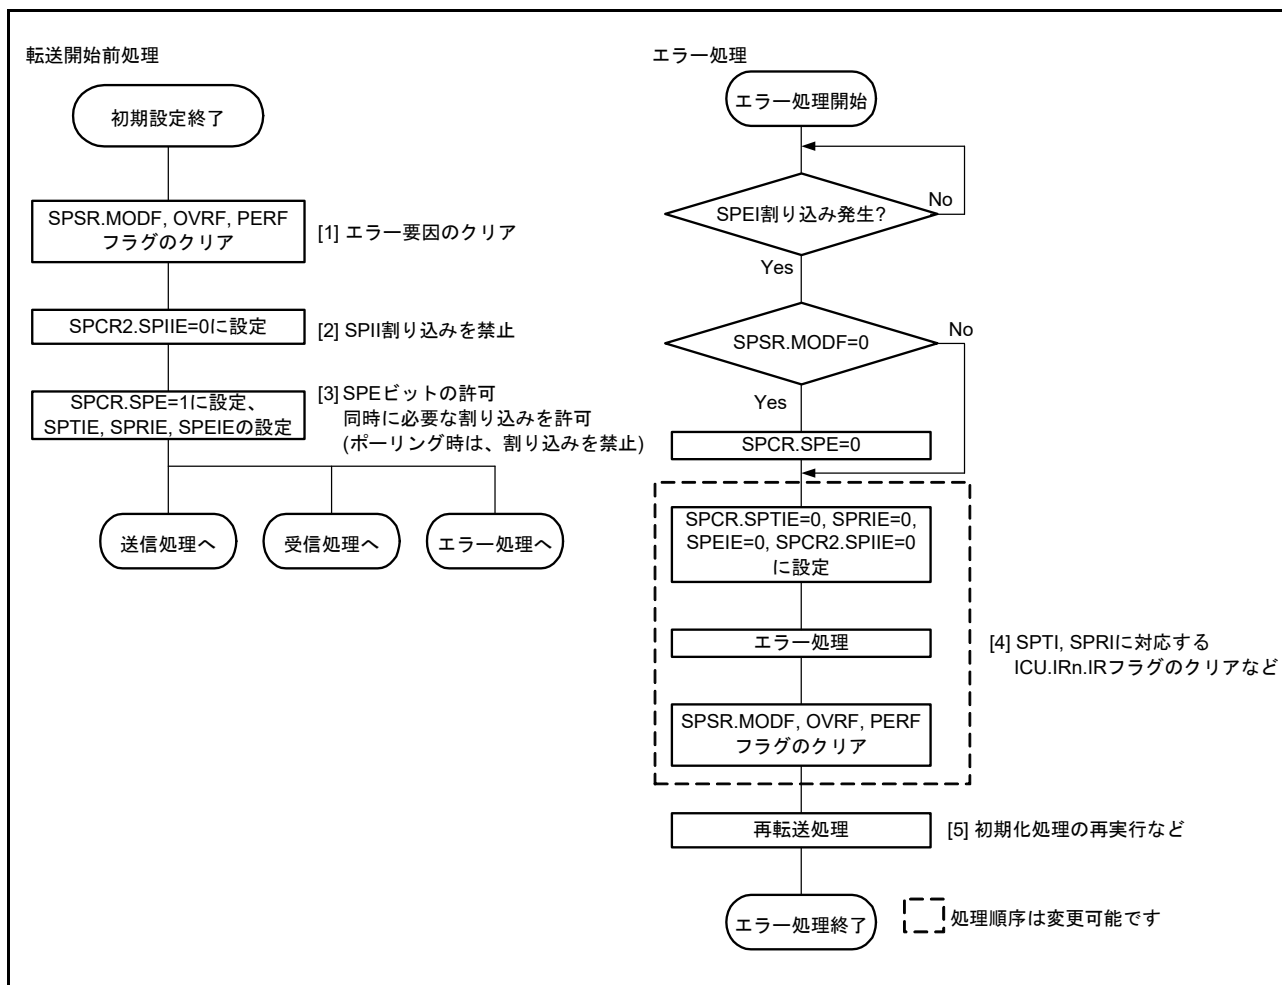 転送開始前処理
初期設定終了
SPSR.MODF, OVRF, PERF
フラグのクリア
[1] エラー要因のクリア
SPCR2.SPIIE=0に設定
[2] SPII割り込みを禁止
SPCR.SPE=1に設定、
SPTIE, SPRIE, SPEIEの設定
[3] SPEビットの許可
同時に必要な割り込みを許可
(ポーリング時は、割り込みを禁止)
送信処理へ
受信処理へ
エラー処理へ
エラー処理
エラー処理開始
SPEI割り込み発生?
No
Yes
SPSR.MODF=0
No
Yes
SPCR.SPE=0
SPCR.SPTIE=0, SPRIE=0,
SPEIE=0, SPCR2.SPIIE=0
に設定
エラー処理
[4] SPTI, SPRIに対応する
ICU.IRn.IRフラグのクリアなど
SPSR.MODF, OVRF, PERF
フラグのクリア
再転送処理
[5] 初期化処理の再実行など
エラー処理終了
処理順序は変更可能です